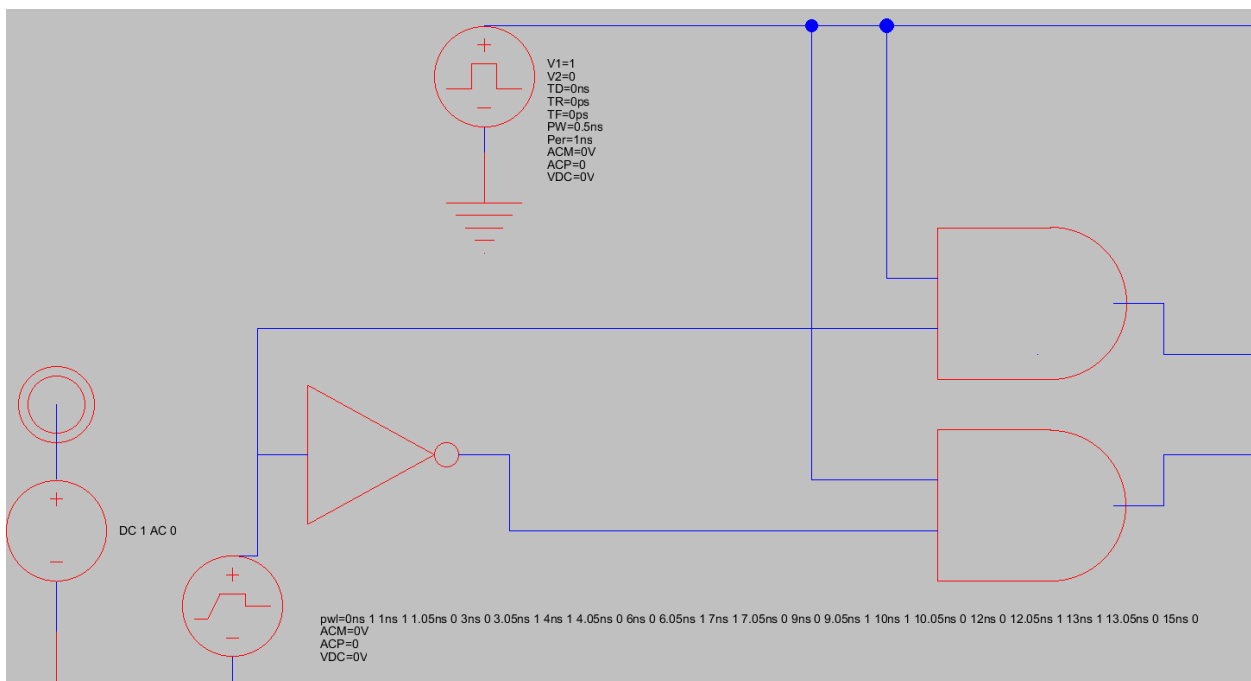 V1=1
V2=0
TD=0ns
TR=0ps
TF=0ps
PW=0.5ns
Per=1ns
ACM=0V
ACP=0
VDC=0V
DC 1 AC 0
pwl=0ns 1 1ns 1 1.05ns 0 3ns 0 3.05ns 1 4ns 1 4.05ns 0 6ns 0 6.05ns 1 7ns 1 7.05ns 0 9ns 0 9.05ns 1 10ns 1 10.05ns 0 12ns 0 12.05ns 1 13ns 1 13.05ns 0 15ns 0
ACM=0V
ACP=0
VDC=0V